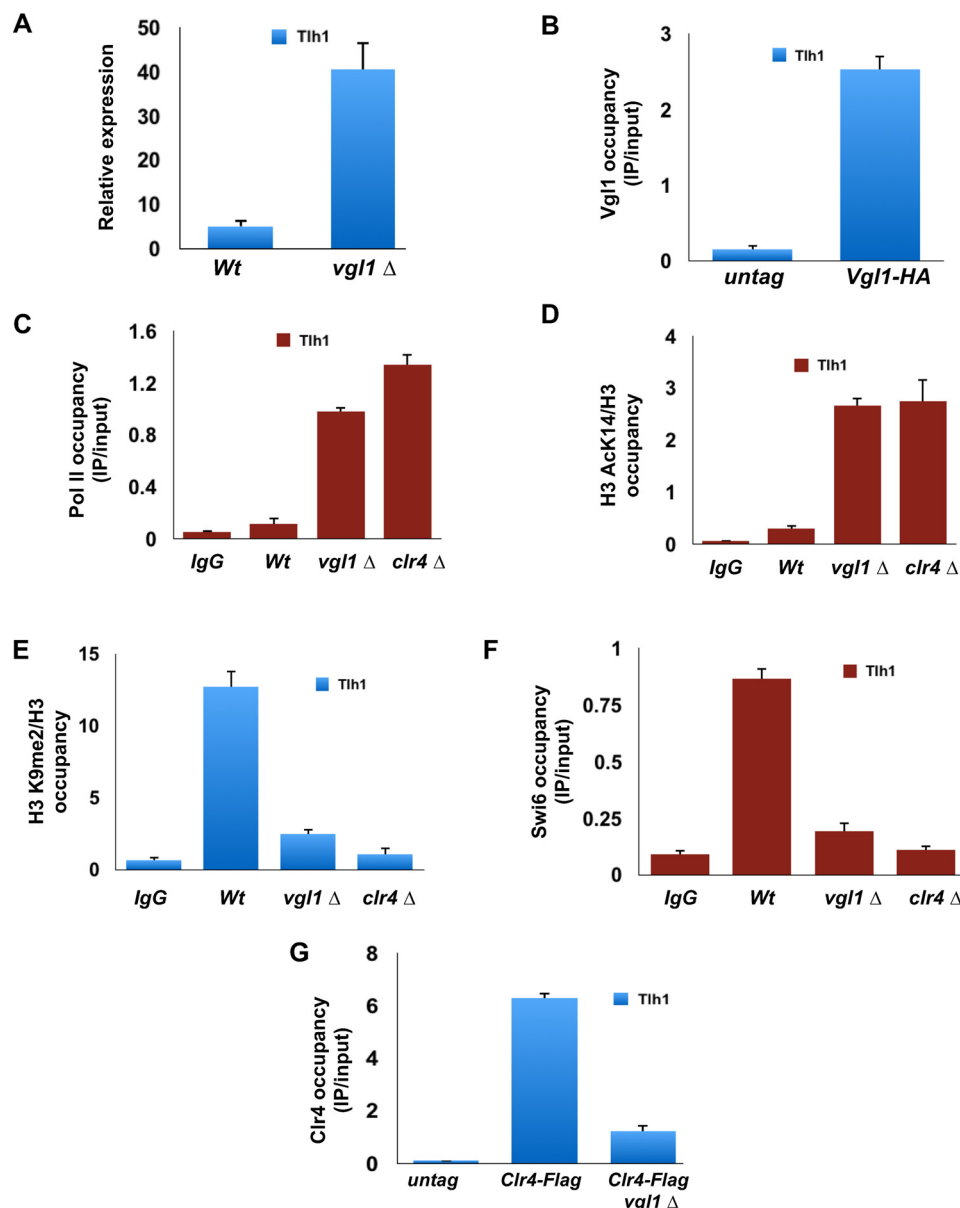 A
Relative expression
50
40
30
20
10
0
Tlh1
Wt
vgl1 Δ
B
Vgl1 occupancy
(IP/input)
3
2
1
0
Tlh1
untag
Vgl1-HA
C
Pol II occupancy
(IP/input)
1.6
1.2
0.8
0.4
0
Tlh1
IgG
Wt
vgl1 Δ
clr4 Δ
D
H3 AcK14/H3
occupancy
4
3
2
1
0
Tlh1
IgG
Wt
vgl1 Δ
clr4 Δ
E
H3 K9me2/H3
occupancy
15
10
5
0
Tlh1
IgG
Wt
vgl1 Δ
clr4 Δ
F
Swi6 occupancy
(IP/input)
1
0.75
0.5
0.25
0
Tlh1
IgG
Wt
vgl1 Δ
clr4 Δ
G
Clr4 occupancy
(IP/input)
8
6
4
2
0
Tlh1
untag
Clr4-Flag
Clr4-Flag
vgl1 Δ